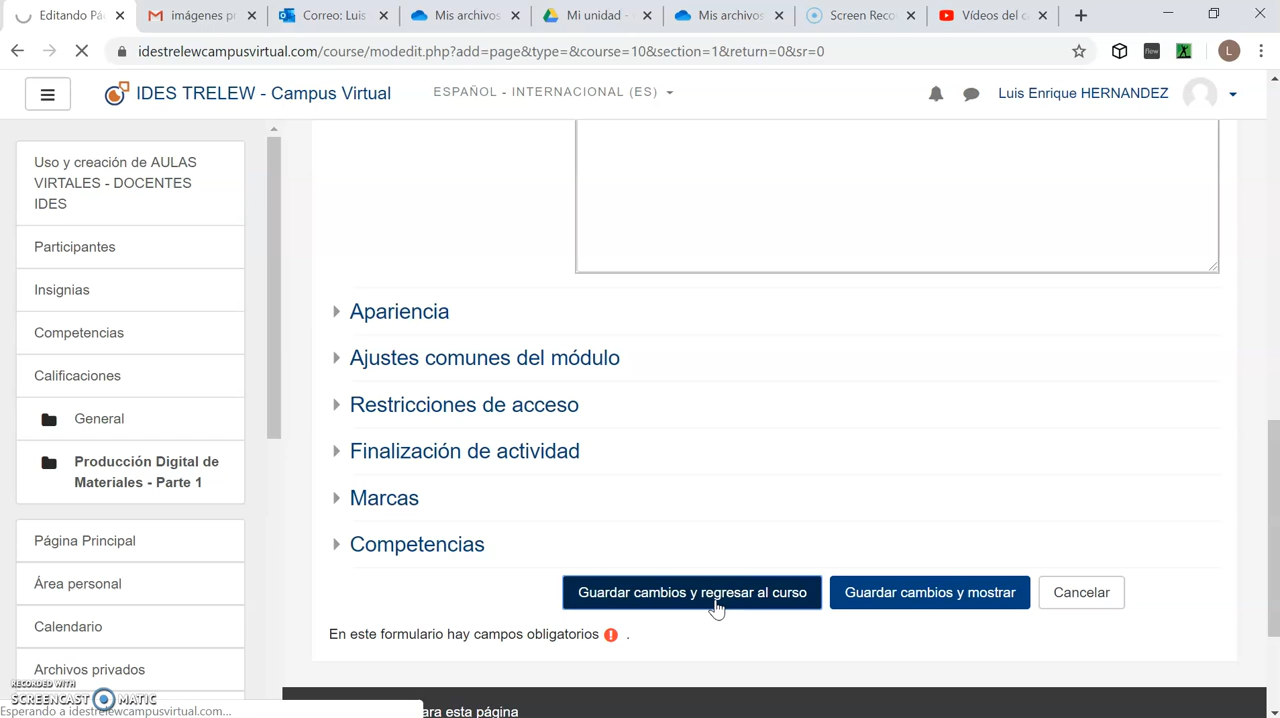 Editando Pá
imágenes pr
Correo: Luis
Mis archivos
Mi unidad -
Mis archivos
Screen Reco
Vídeos del c
idestrelewcampusvirtual.com/course/modedit.php?add=page&type=&course=10&section=1&return=0&sr=0
flew
L
IDES TRELEW - Campus Virtual
ESPAÑOL - INTERNACIONAL (ES)
Luis Enrique HERNANDEZ
Uso y creación de AULAS
VIRTALES - DOCENTES
IDES
Participantes
Insignias
Competencias
Calificaciones
General
Producción Digital de
Materiales - Parte 1
Página Principal
Área personal
Calendario
Archivos privados
Apariencia
Ajustes comunes del módulo
Restricciones de acceso
Finalización de actividad
Marcas
Competencias
Guardar cambios y regresar al curso
Guardar cambios y mostrar
Cancelar
En este formulario hay campos obligatorios .
RECORDED WITH
SCREENCAST MATIC
Esperando a idestrelewcampusvirtual.com...
ara esta página